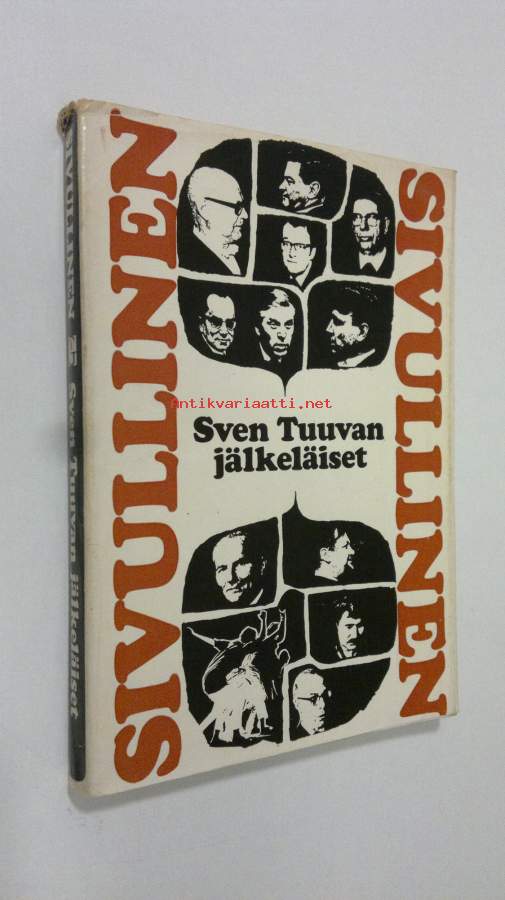 SIVULLINEN
SIVULLINEN
Antikvariaatti.net
Sven Tuuvan
jälkeläiset
SIVULLINEN Sven Tuuvan jälkeläiset